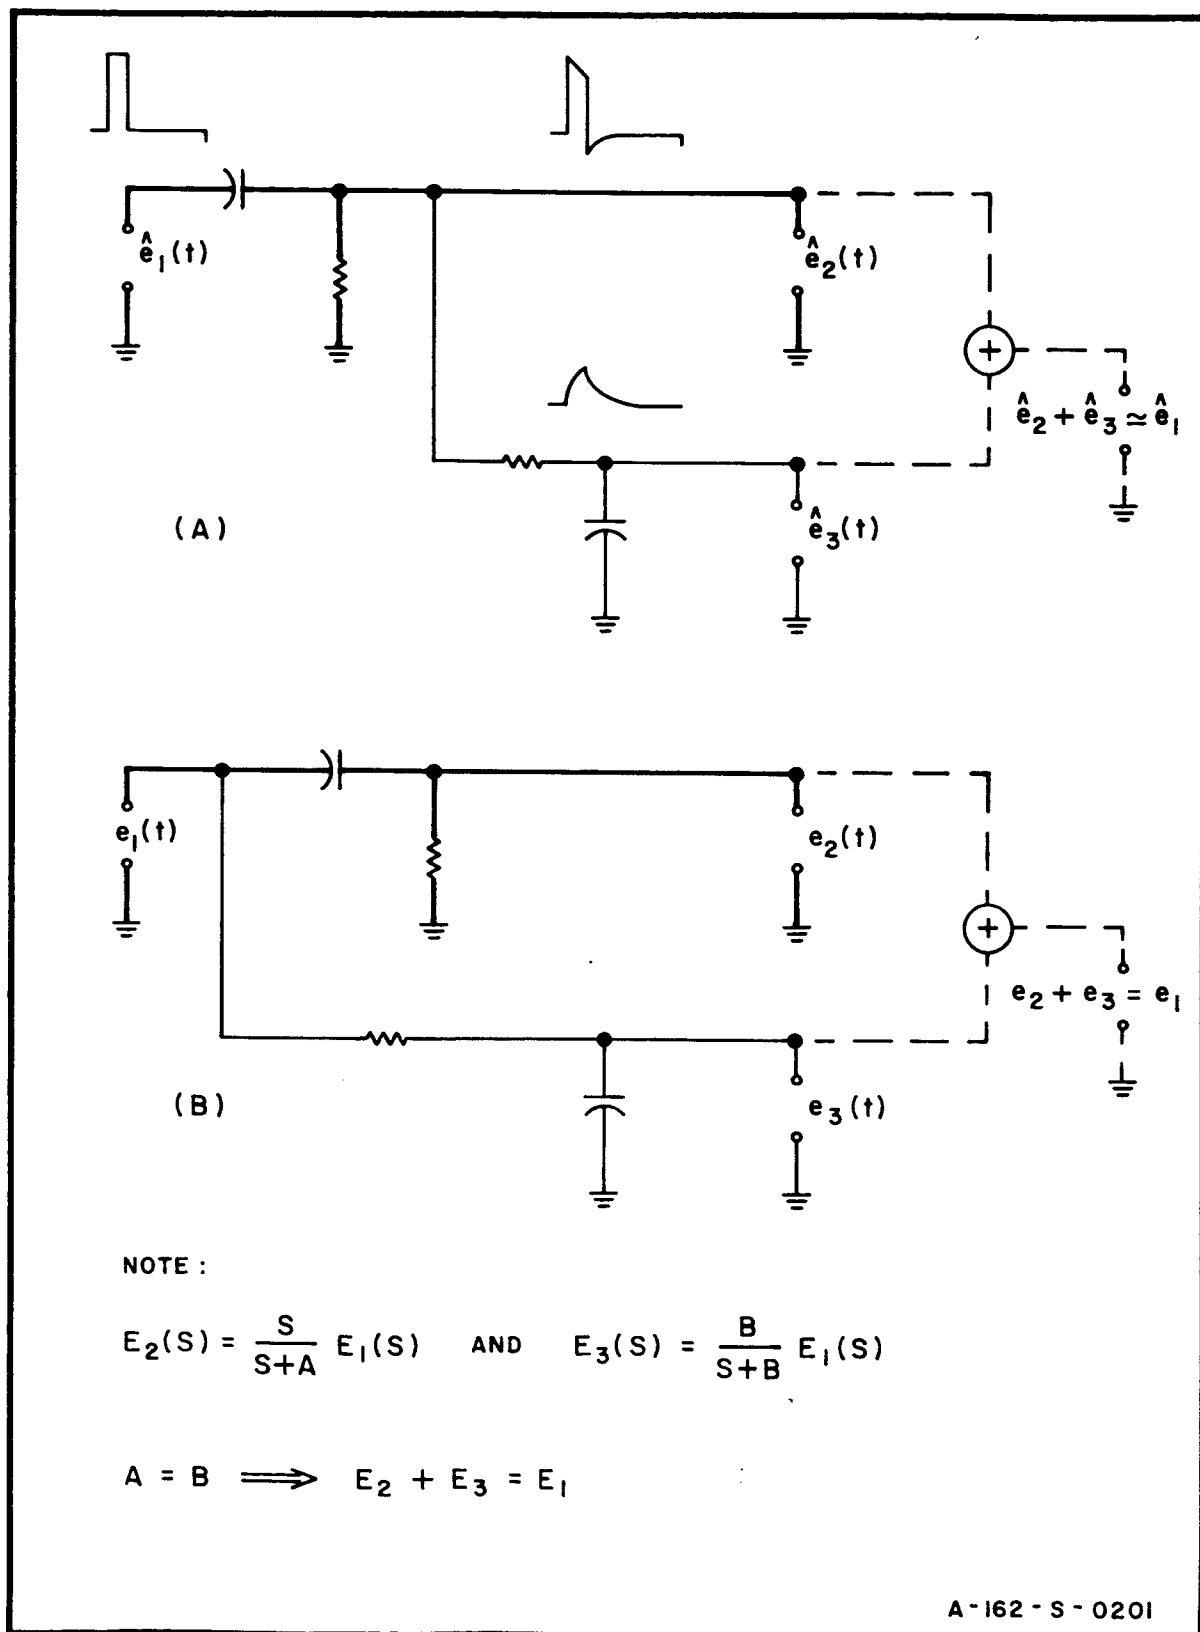 ê₁(t)
ê₂(t)
+
ê₂ + ê₃ ≃ ê₁
(A)
ê₃(t)
e₁(t)
e₂(t)
+
e₂ + e₃ = e₁
(B)
e₃(t)
NOTE :
E₂(S) = S/(S+A) E₁(S) AND E₃(S) = B/(S+B) E₁(S)
A = B ⟹ E₂ + E₃ = E₁
A-162-S-0201